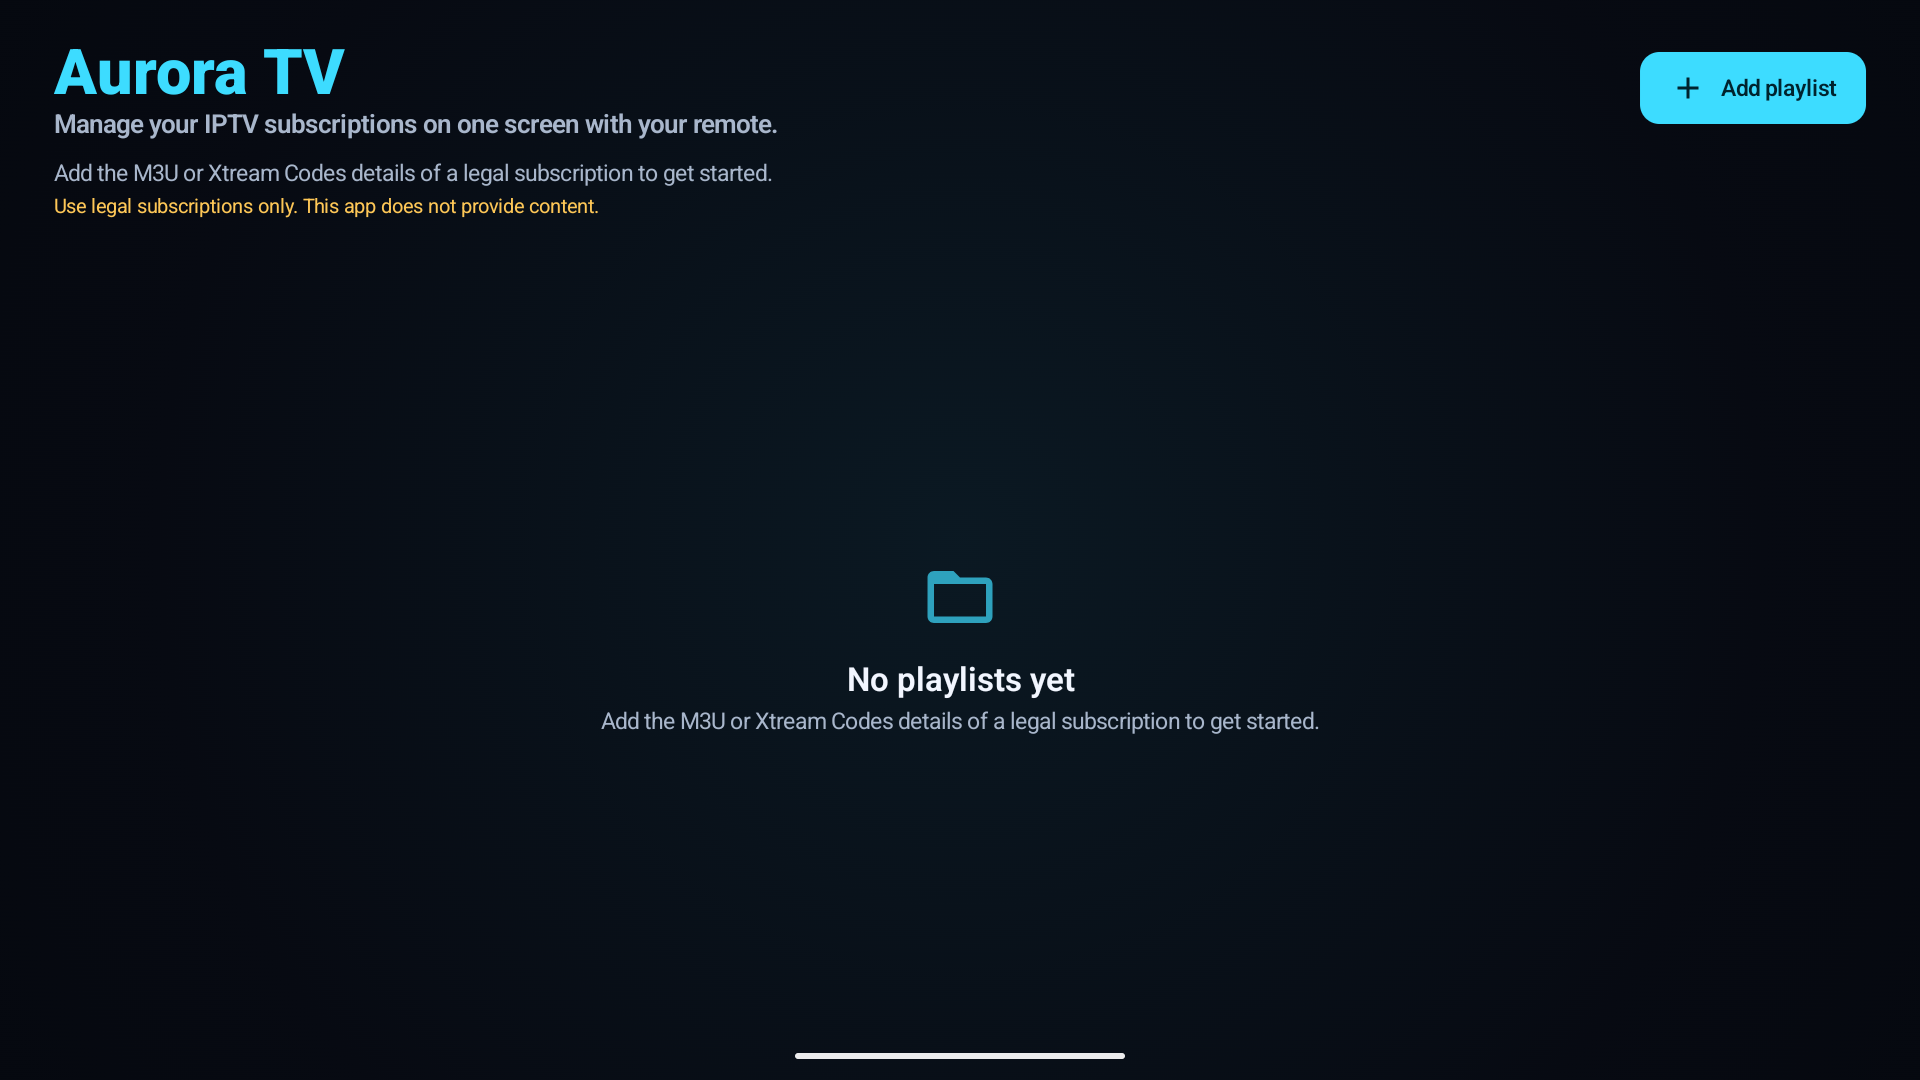 Aurora TV
Manage your IPTV subscriptions on one screen with your remote.
Add the M3U or Xtream Codes details of a legal subscription to get started.
Use legal subscriptions only. This app does not provide content.
Add playlist
No playlists yet
Add the M3U or Xtream Codes details of a legal subscription to get started.